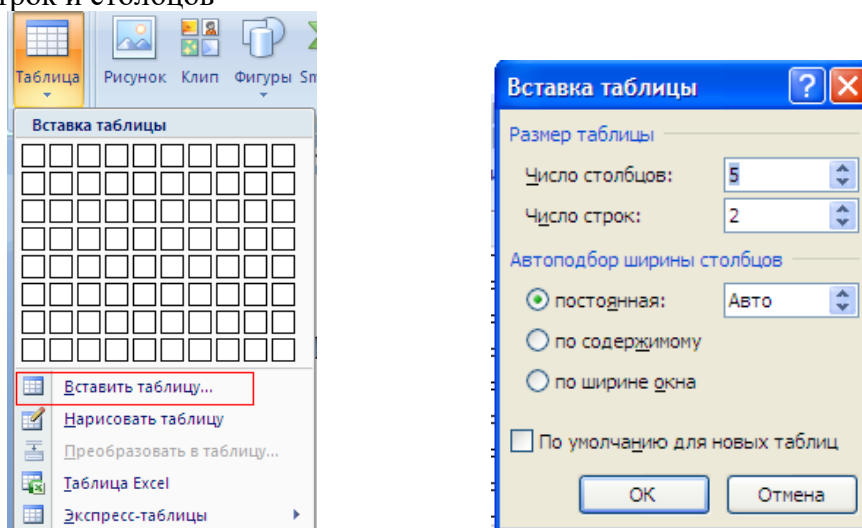 трок и столоцов
Таблица Рисунок Клип Фигуры Sm
Вставка таблицы
Вставить таблицу...
Нарисовать таблицу
Преобразовать в таблицу...
Таблица Excel
Экспресс-таблицы
Вставка таблицы
Размер таблицы
Число столбцов: 5
Число строк: 2
Автоподбор ширины столбцов
постоянная: Авто
по содержимому
по ширине окна
По умолчанию для новых таблиц
ОК Отмена